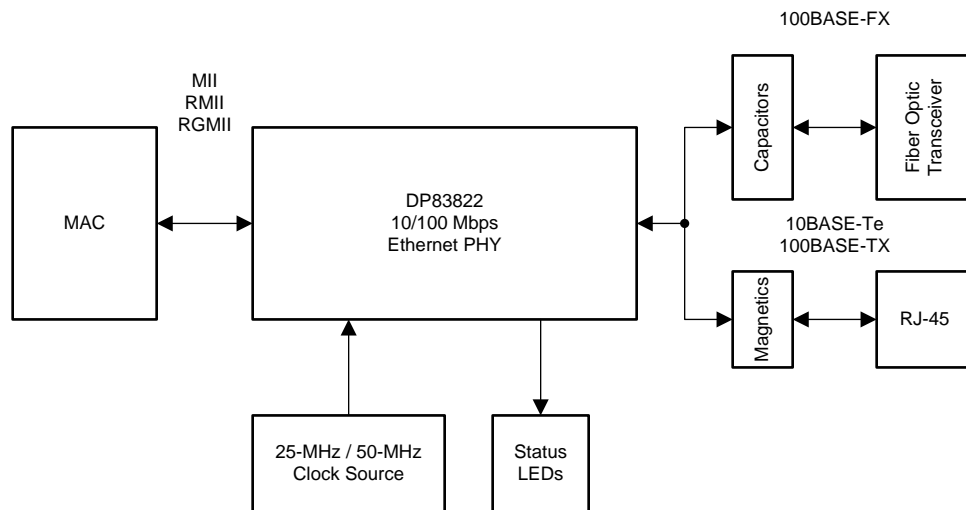 100BASE-FX
MII
RMII
RGMII
Capacitors
Fiber Optic
Transceiver
MAC
DP83822
10/100 Mbps
Ethernet PHY
10BASE-Te
100BASE-TX
Magnetics
RJ-45
25-MHz / 50-MHz
Clock Source
Status
LEDs